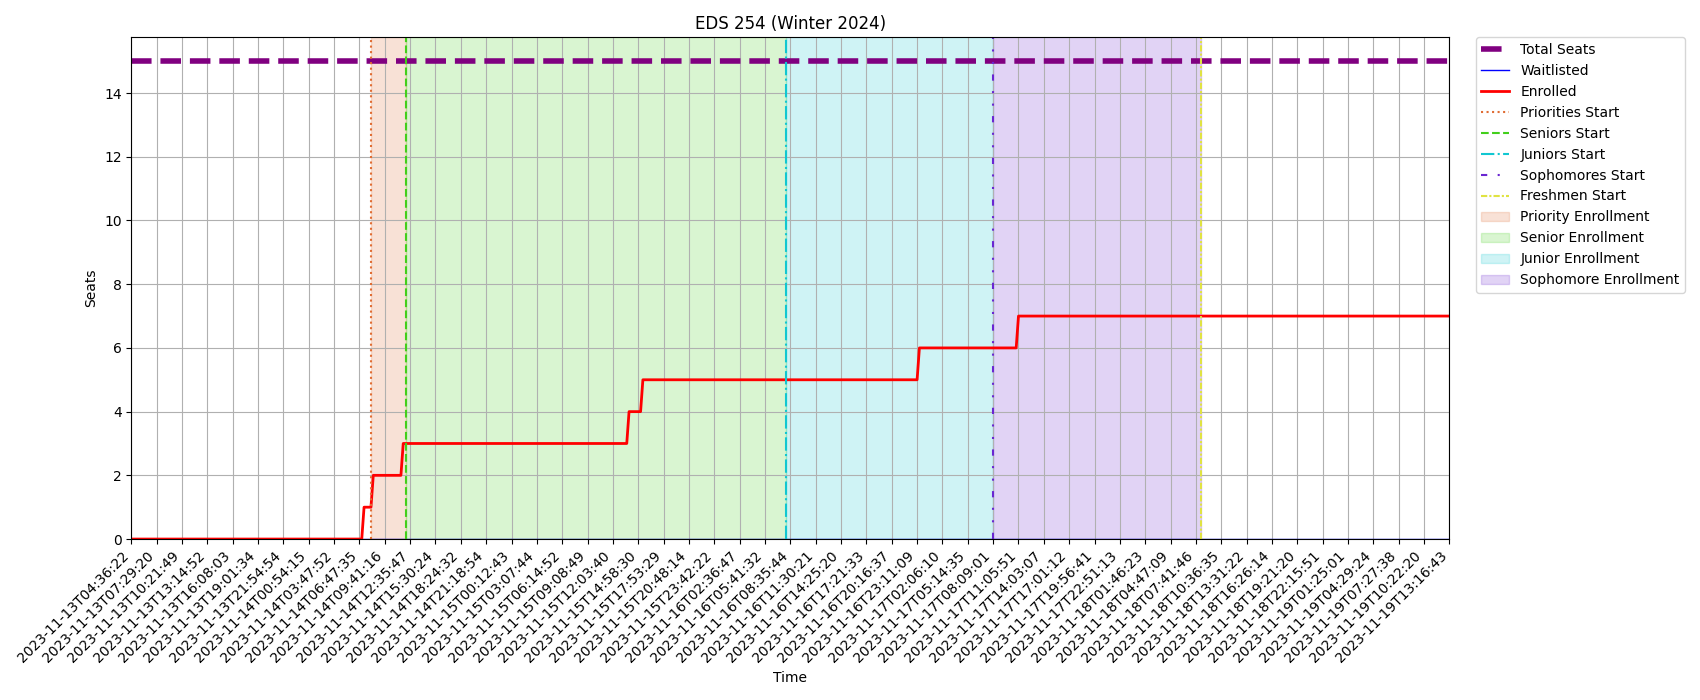 EDS 254 (Winter 2024)
Total Seats
Waitlisted
Enrolled
Priorities Start
Seniors Start
Juniors Start
Sophomores Start
Freshmen Start
Priority Enrollment
Senior Enrollment
Junior Enrollment
Sophomore Enrollment
Seats
14
12
10
8
6
4
2
0
2023-11-13T04:36:22
2023-11-13T07:29:20
2023-11-13T10:21:49
2023-11-13T13:14:52
2023-11-13T16:08:03
2023-11-13T19:01:34
2023-11-13T21:54:54
2023-11-14T00:54:15
2023-11-14T03:47:52
2023-11-14T06:47:35
2023-11-14T09:41:16
2023-11-14T12:35:47
2023-11-14T15:30:24
2023-11-14T18:24:32
2023-11-14T21:18:54
2023-11-15T00:12:43
2023-11-15T03:07:44
2023-11-15T06:14:52
2023-11-15T09:08:49
2023-11-15T12:03:40
2023-11-15T14:58:30
2023-11-15T17:53:29
2023-11-15T20:48:14
2023-11-15T23:42:22
2023-11-16T02:36:47
2023-11-16T05:41:32
2023-11-16T08:35:44
2023-11-16T11:30:21
2023-11-16T14:25:20
2023-11-16T17:21:33
2023-11-16T20:16:37
2023-11-16T23:11:09
2023-11-17T02:06:10
2023-11-17T05:14:35
2023-11-17T08:09:01
2023-11-17T11:05:51
2023-11-17T14:03:07
2023-11-17T17:01:12
2023-11-17T19:56:41
2023-11-17T22:51:13
2023-11-18T01:46:23
2023-11-18T04:47:09
2023-11-18T07:41:46
2023-11-18T10:36:35
2023-11-18T13:31:22
2023-11-18T16:26:14
2023-11-18T19:21:20
2023-11-18T22:15:51
2023-11-19T01:25:01
2023-11-19T04:29:24
2023-11-19T07:27:38
2023-11-19T10:22:20
2023-11-19T13:16:43
Time